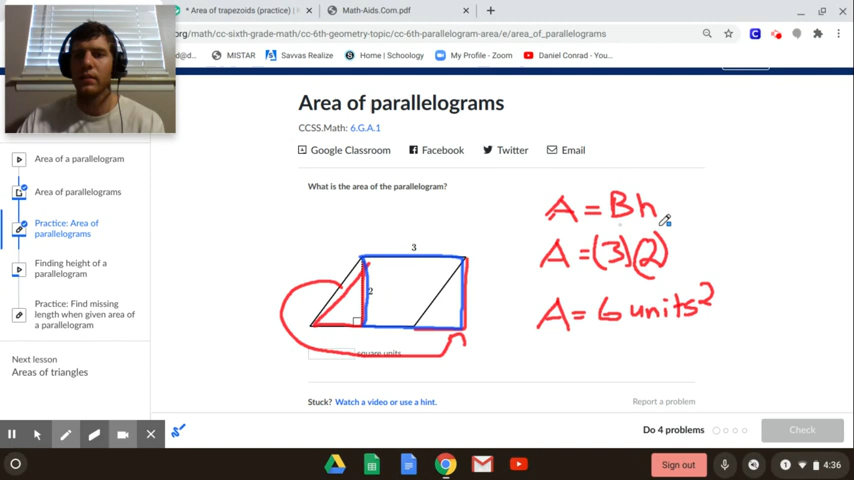 * Area of trapezoids (practice) |
Math-Aids.Com.pdf
org/math/cc-sixth-grade-math/cc-6th-geometry-topic/cc-6th-parallelogram-area/e/area_of_parallelograms
MISTAR
Savvas Realize
Home | Schoology
My Profile - Zoom
Daniel Conrad - You...
Area of parallelograms
CCSS.Math: 6.G.A.1
Google Classroom
Facebook
Twitter
Email
Area of a parallelogram
Area of parallelograms
Practice: Area of
parallelograms
Finding height of a
parallelogram
Practice: Find missing
length when given area of
a parallelogram
Next lesson
Areas of triangles
What is the area of the parallelogram?
3
2
square units
A = Bh
A = (3)(2)
A = 6 units²
Stuck? Watch a video or use a hint.
Report a problem
Do 4 problems
Check
Sign out
1
4:36